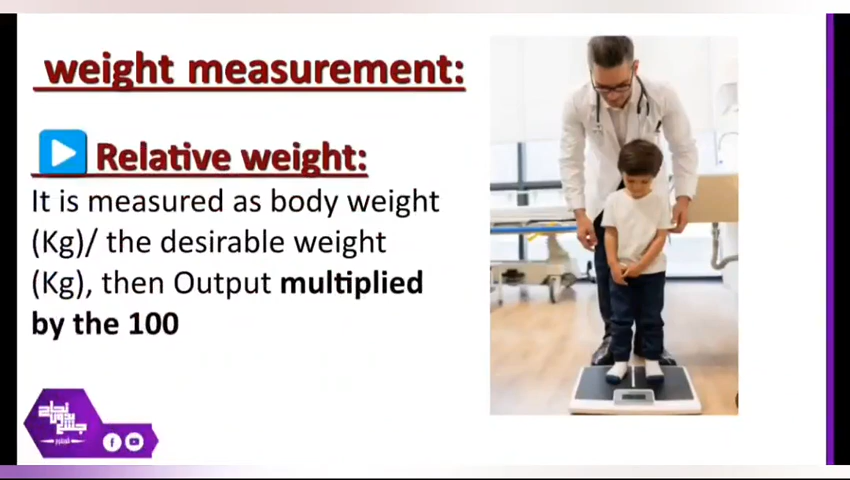 weight measurement:
Relative weight:
It is measured as body weight
(Kg)/ the desirable weight
(Kg), then Output multiplied
by the 100